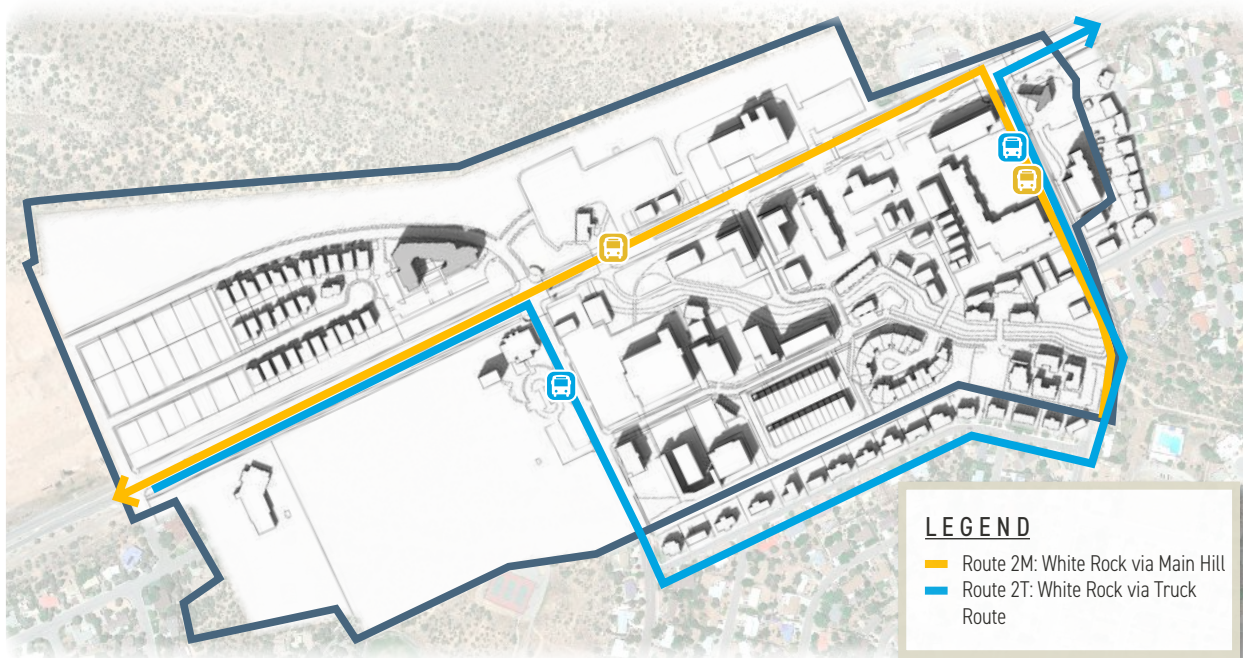 LEGEND
Route 2M: White Rock via Main Hill
Route 2T: White Rock via Truck
Route